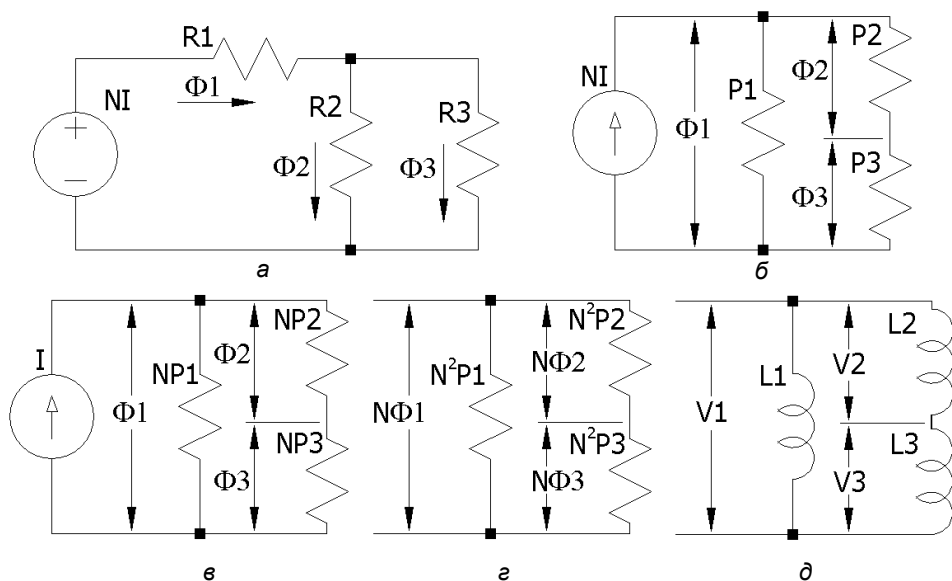 R1
Φ1
NI
+
R2
R3
Φ2
Φ3
а
NI
Φ1
P1
Φ2
P2
P3
Φ3
б
I
Φ1
NP1
Φ2
NP2
NP3
Φ3
в
NΦ1
N²P1
NΦ2
N²P2
N²P3
NΦ3
г
V1
L1
V2
L2
L3
V3
д